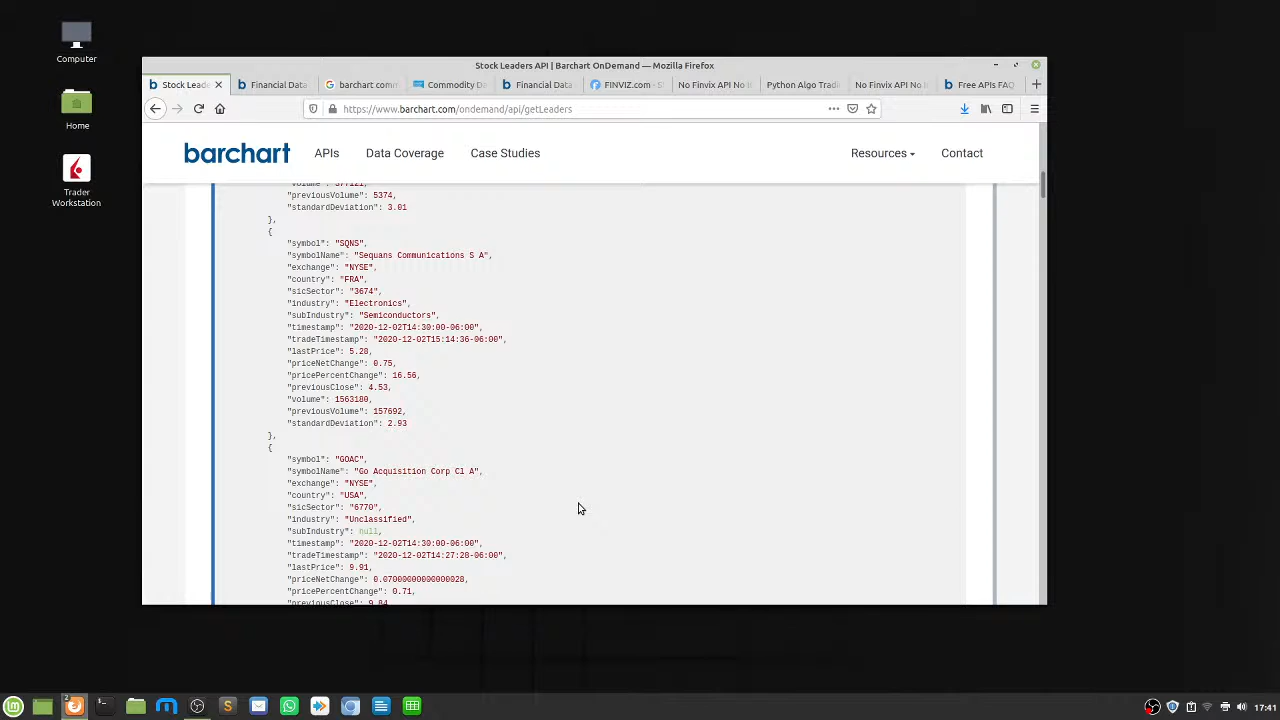 Computer
Home
Trader
Workstation
Stock Leaders API | Barchart OnDemand — Mozilla Firefox
Stock Leade
Financial Data
barchart com
Commodity Da
Financial Data
FINVIZ.com - S
No Finvix API No
Python Algo Tradi
No Finvix API No
Free APIs FAQ
https://www.barchart.com/ondemand/api/getLeaders
barchart
APIs
Data Coverage
Case Studies
Resources
Contact
"volume": 377121,
"previousVolume": 5374,
"standardDeviation": 3.01
},
{
"symbol": "SQNS",
"symbolName": "Sequans Communications S A",
"exchange": "NYSE",
"country": "FRA",
"sicSector": "3674",
"industry": "Electronics",
"subIndustry": "Semiconductors",
"timestamp": "2020-12-02T14:30:00-06:00",
"tradeTimestamp": "2020-12-02T15:14:36-06:00",
"lastPrice": 5.28,
"priceNetChange": 0.75,
"pricePercentChange": 16.56,
"previousClose": 4.53,
"volume": 1563180,
"previousVolume": 157692,
"standardDeviation": 2.93
},
{
"symbol": "GOAC",
"symbolName": "Go Acquisition Corp Cl A",
"exchange": "NYSE",
"country": "USA",
"sicSector": "6770",
"industry": "Unclassified",
"subIndustry": null,
"timestamp": "2020-12-02T14:30:00-06:00",
"tradeTimestamp": "2020-12-02T14:27:28-06:00",
"lastPrice": 9.91,
"priceNetChange": 0.07000000000000028,
"pricePercentChange": 0.71,
"previousClose": 9.84
17:41